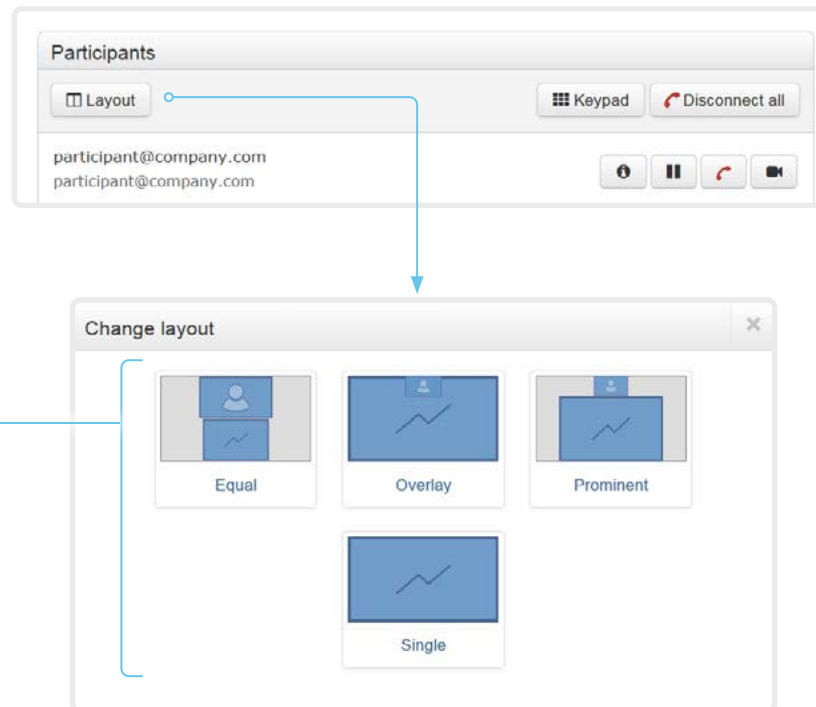 Participants
Layout Keypad Disconnect all
participant@company.com
participant@company.com
Change layout
Equal Overlay Prominent
Single